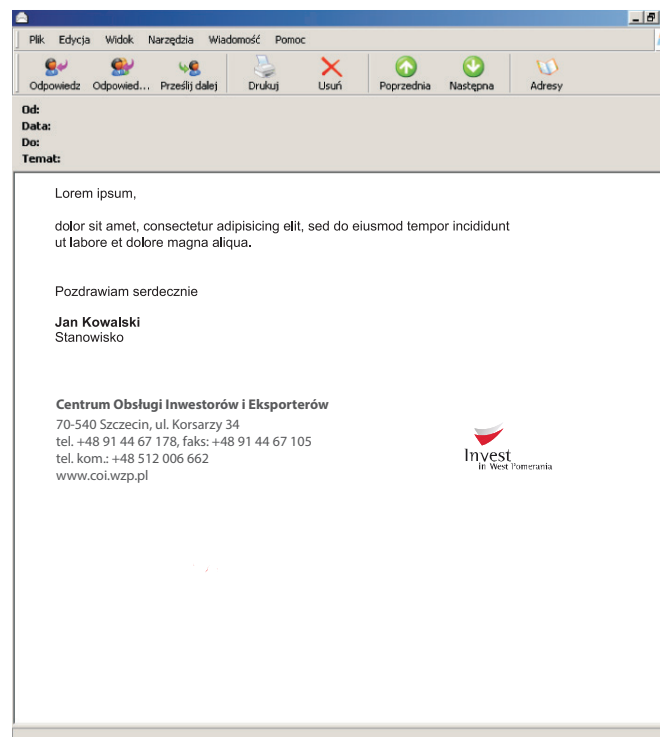 Plik Edycja Widok Narzędzia Wiadomość Pomoc
Odpowiedz Odpowied... Prześlij dalej Drukuj Usuń Poprzednia Następna Adresy
Od:
Data:
Do:
Temat:
Lorem ipsum,
dolor sit amet, consectetur adipisicing elit, sed do eiusmod tempor incididunt
ut labore et dolore magna aliqua.
Pozdrawiam serdecznie
Jan Kowalski
Stanowisko
Centrum Obsługi Inwestorów i Eksporterów
70-540 Szczecin, ul. Korsarzy 34
tel. +48 91 44 67 178, faks: +48 91 44 67 105
tel. kom.: +48 512 006 662
www.coi.wzp.pl
Invest
in West Pomerania